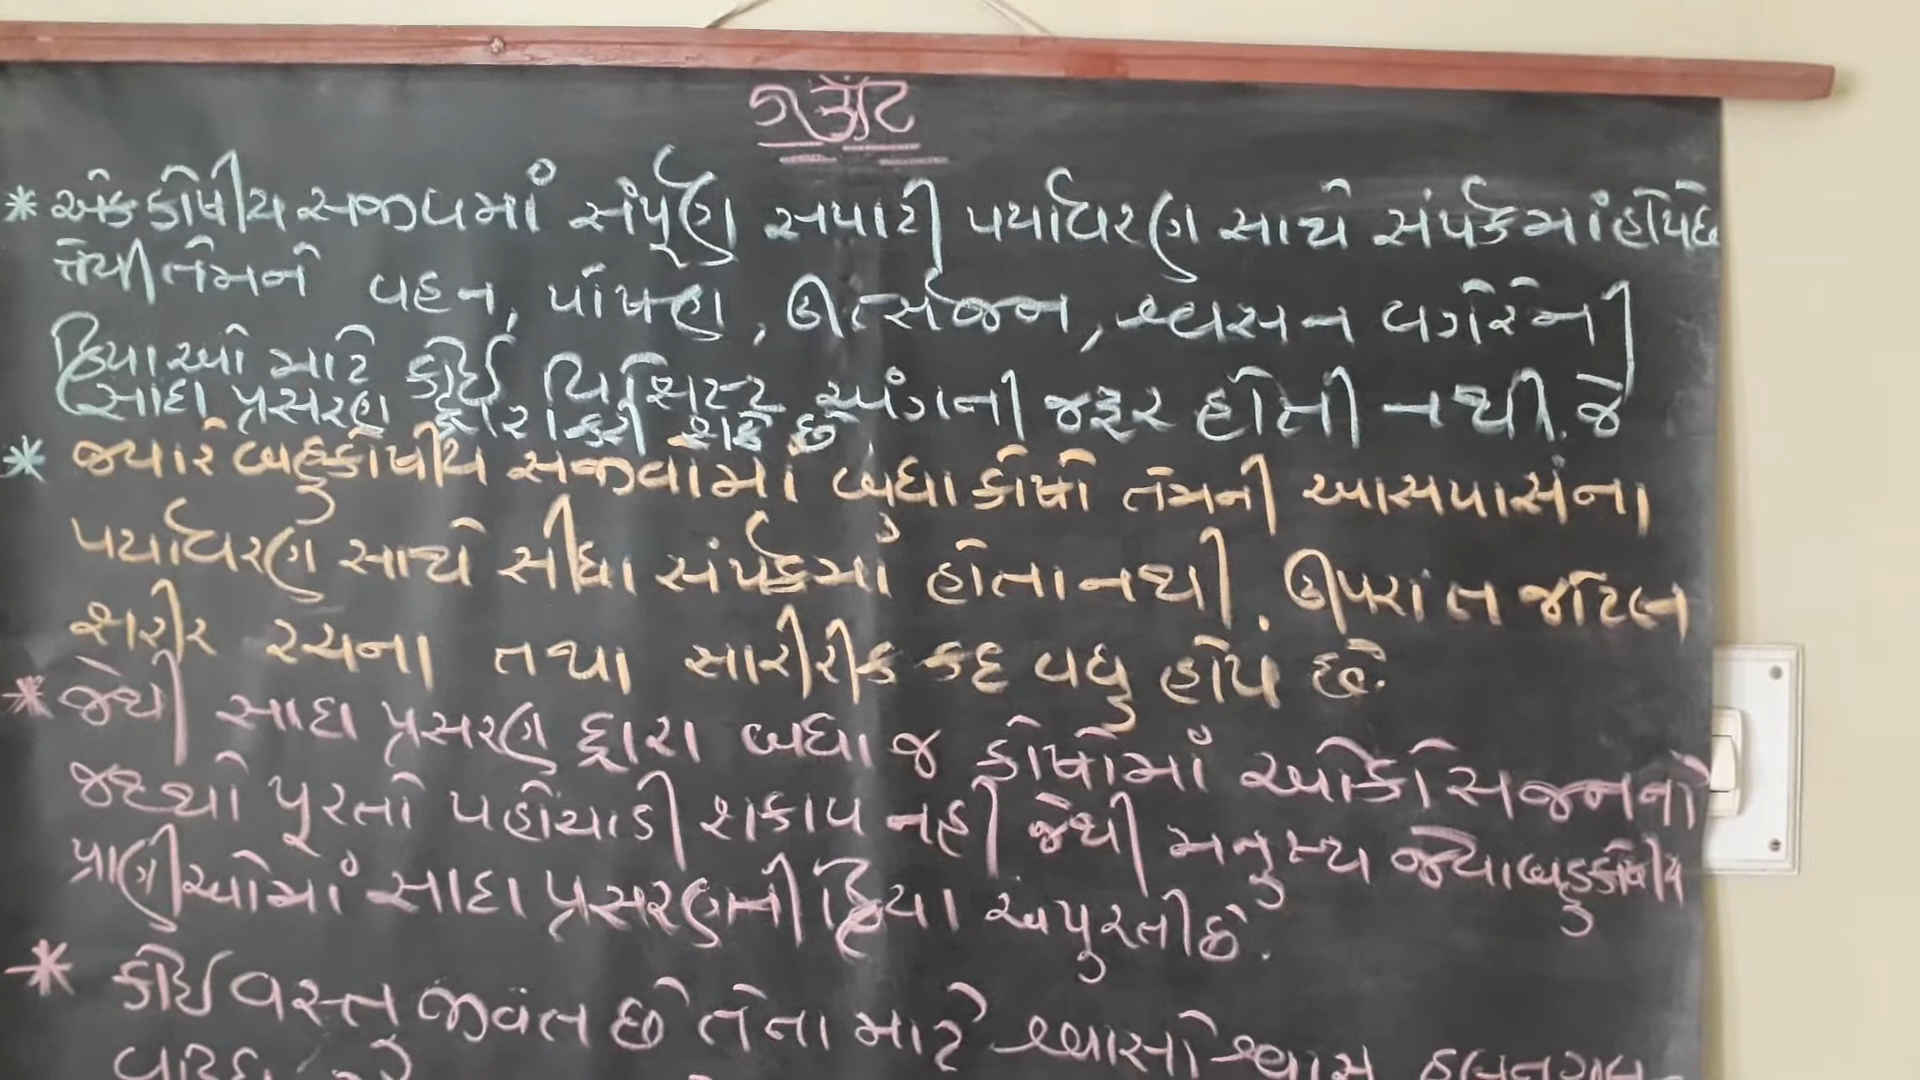 * એક કોષીય સજીવમાં સંપૂર્ણ સપાટી પર્યાવરણ સાથે સંપર્કમાં હોય છે
તેથી તેમને વહન, પોષણ, ઉત્સર્જન, શ્વસન વગેરેની
ક્રિયાઓ માટે કોઈ વિશિષ્ટ અંગની જરૂર હોતી નથી. જે
સાદા પ્રસરણ દ્વારા કરી શકે છે
* જ્યારે બહુકોષીય સજીવોમાં બધા કોષો તેમની આસપાસના
પર્યાવરણ સાથે સીધા સંપર્કમાં હોતા નથી. ઉપરાંત જટિલ
શરીર રચના તથા સારીરીક કદ વધુ હોય છે.
* જેથી સાદા પ્રસરણ દ્વારા બધા જ કોષોમાં ઓક્સિજનનો
જથ્થો પૂરતો પહોંચાડી શકાય નહી જેથી મનુષ્ય જેવા બહુકોષીય
પ્રાણીઓમાં સાદા પ્રસરણની ક્રિયા અપુરતી છે.
* કોઈ વસ્તુ જીવંત છે તેના માટે શ્વાસોશ્વાસ